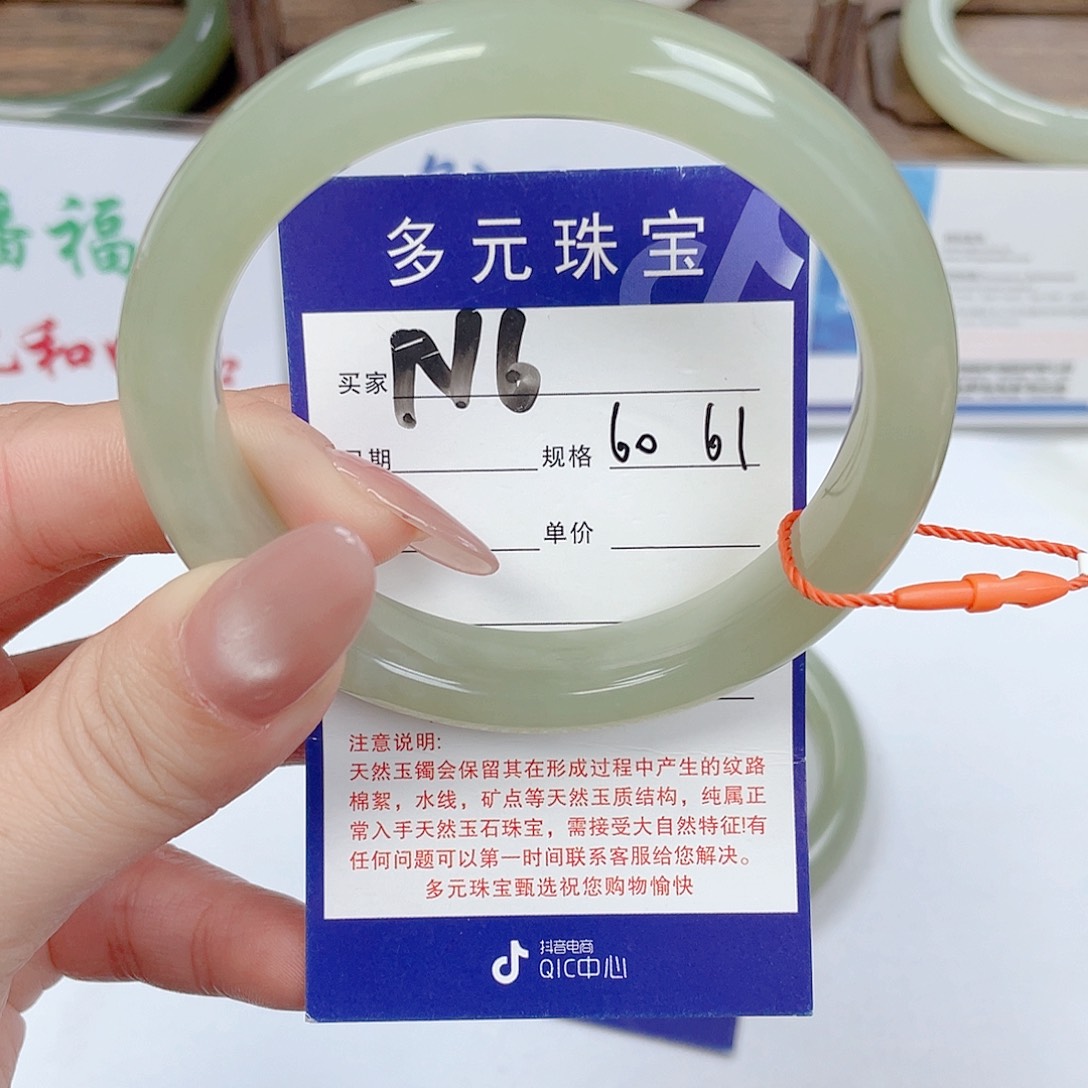 多元珠宝
福
和
买家 N6
期 规格 60 61
单价
注意说明:
天然玉镯会保留其在形成过程中产生的纹路
棉絮，水线，矿点等天然玉质结构，纯属正
常入手天然玉石珠宝，需接受大自然特征!有
任何问题可以第一时间联系客服给您解决。
多元珠宝甄选祝您购物愉快
抖音电商
QIC中心